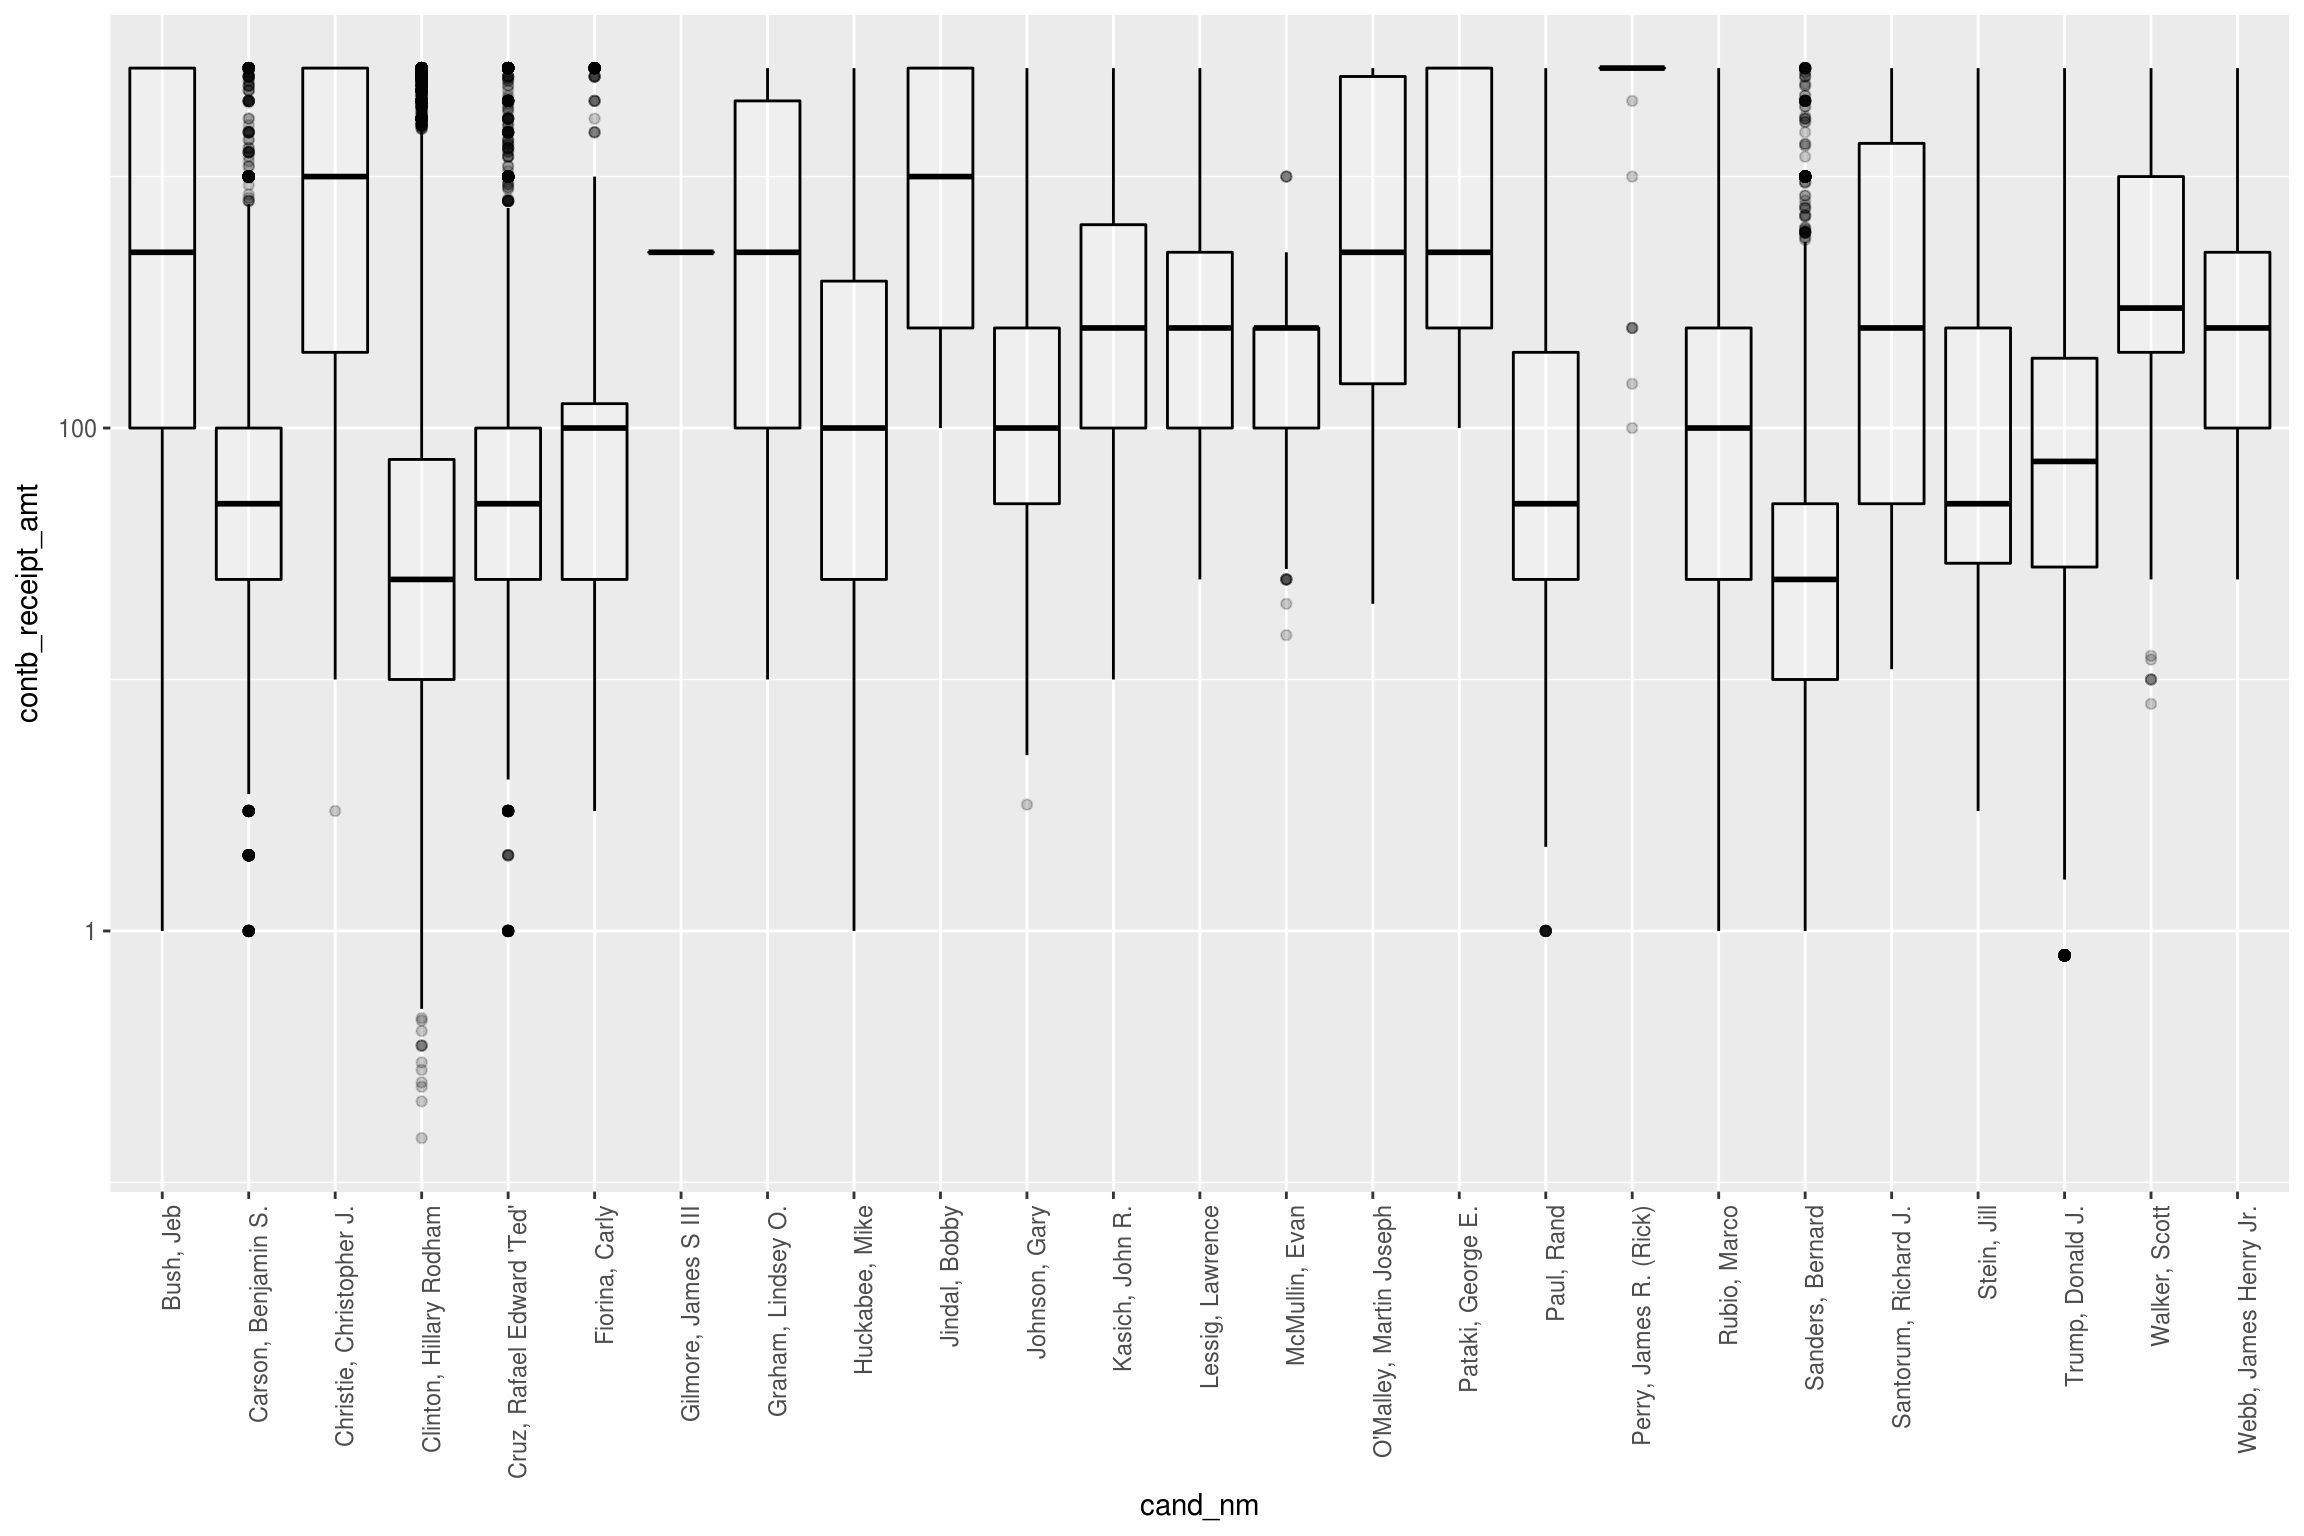 contb_receipt_amt
100
1
Bush, Jeb
Carson, Benjamin S.
Christie, Christopher J.
Clinton, Hillary Rodham
Cruz, Rafael Edward 'Ted'
Fiorina, Carly
Gilmore, James S III
Graham, Lindsey O.
Huckabee, Mike
Jindal, Bobby
Johnson, Gary
Kasich, John R.
Lessig, Lawrence
McMullin, Evan
O'Malley, Martin Joseph
Pataki, George E.
Paul, Rand
Perry, James R. (Rick)
Rubio, Marco
Sanders, Bernard
Santorum, Richard J.
Stein, Jill
Trump, Donald J.
Walker, Scott
Webb, James Henry Jr.
cand_nm